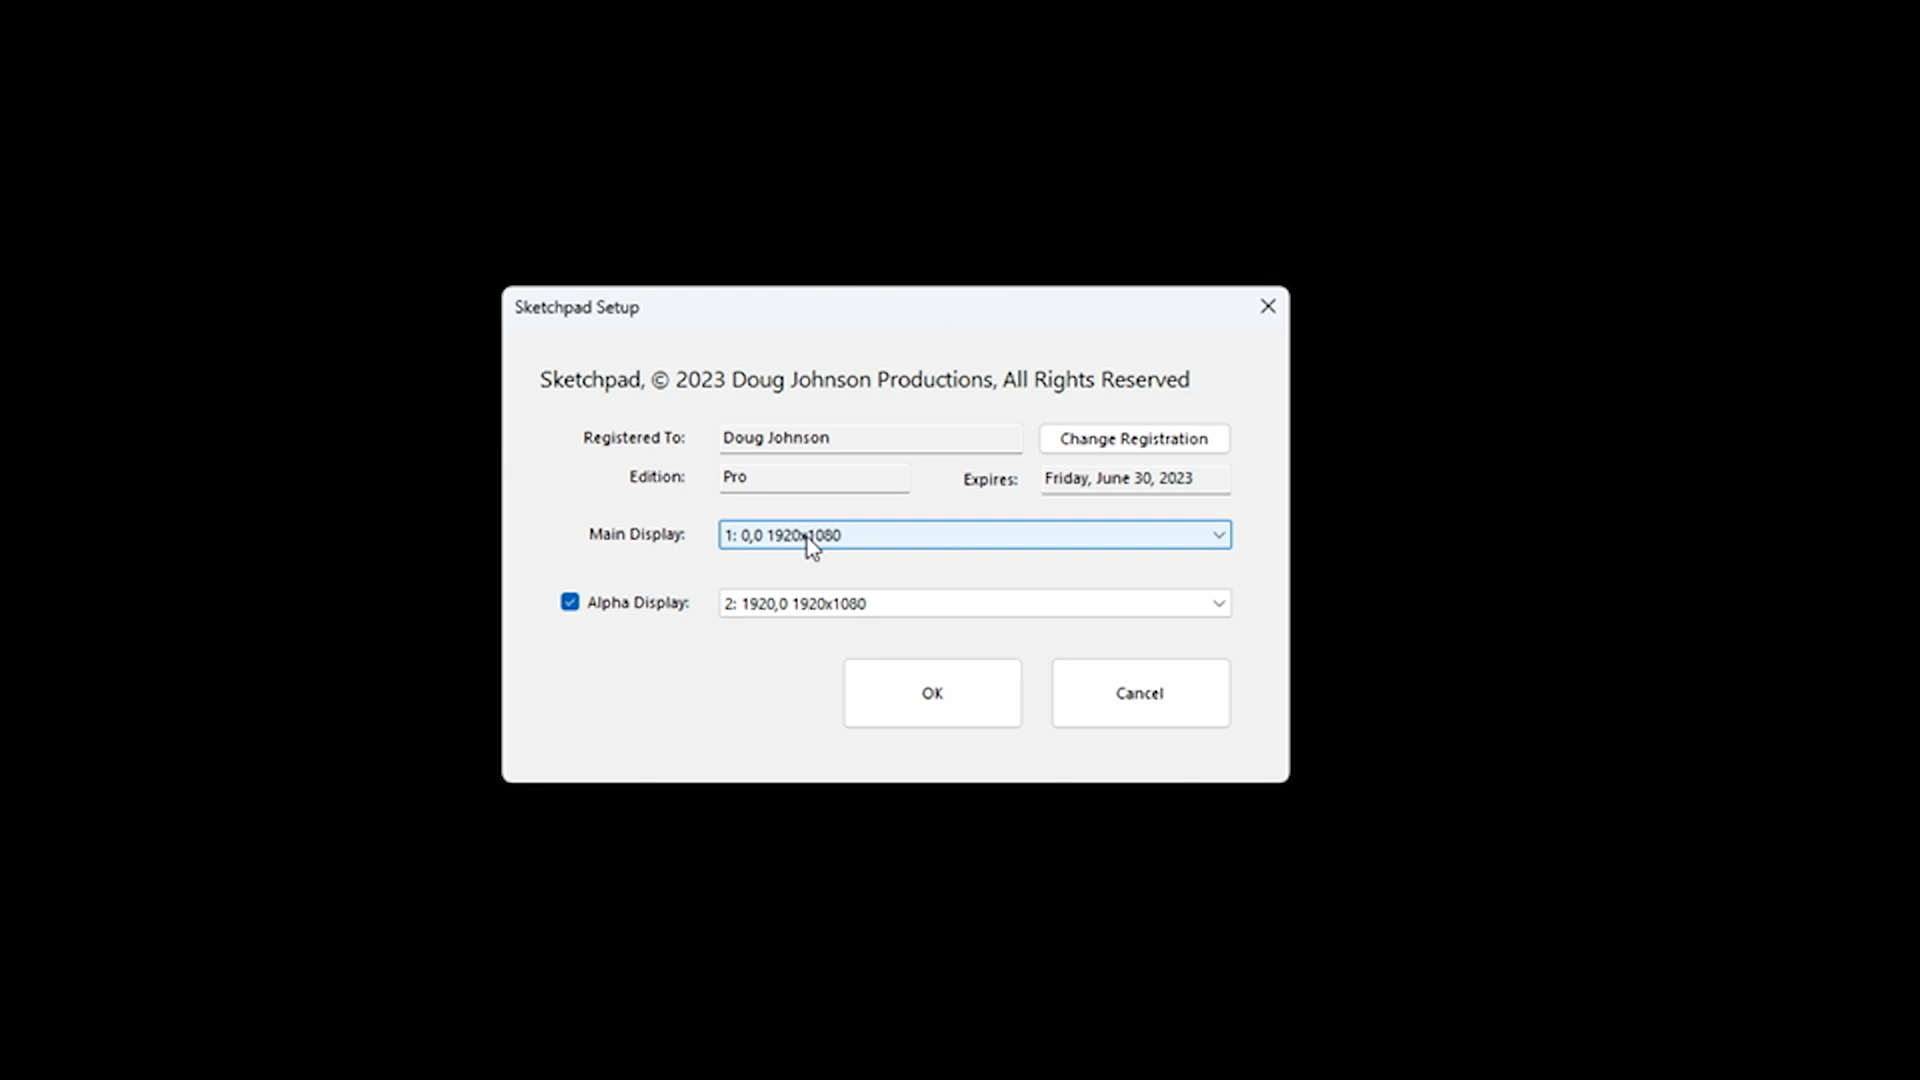 Sketchpad Setup
Sketchpad, © 2023 Doug Johnson Productions, All Rights Reserved
Registered To: Doug Johnson Change Registration
Edition: Pro Expires: Friday, June 30, 2023
Main Display: 1: 0,0 1920x1080
Alpha Display: 2: 1920,0 1920x1080
OK Cancel